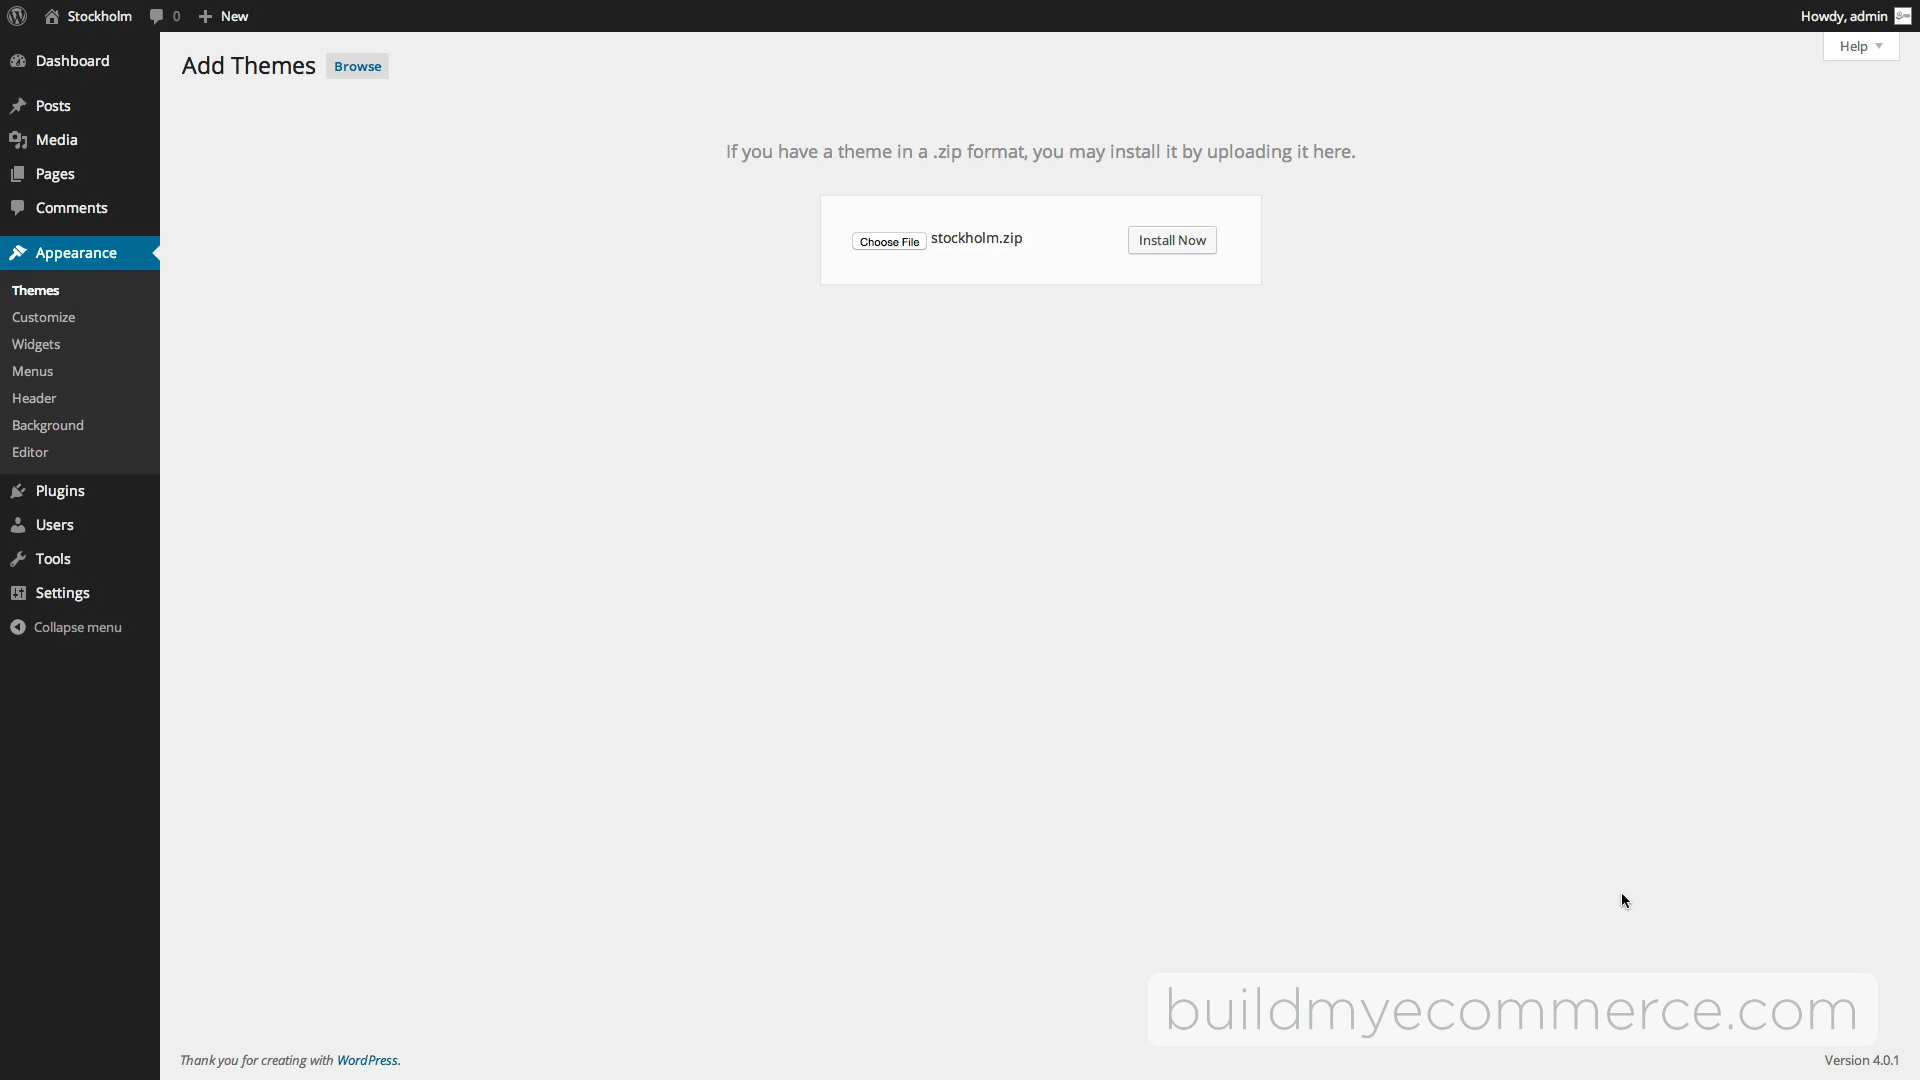 Stockholm
0
New
Howdy, admin
Help
Dashboard
Add Themes
Browse
Posts
Media
Pages
Comments
If you have a theme in a .zip format, you may install it by uploading it here.
Choose File
stockholm.zip
Install Now
Appearance
Themes
Customize
Widgets
Menus
Header
Background
Editor
Plugins
Users
Tools
Settings
Collapse menu
buildmyecommerce.com
Thank you for creating with WordPress.
Version 4.0.1